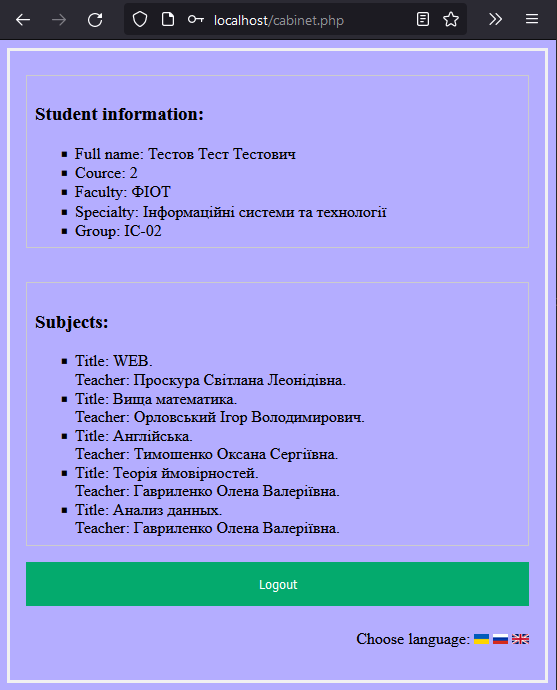 localhost/cabinet.php
Student information:
Full name: Тестов Тест Тестович
Cource: 2
Faculty: ФІОТ
Specialty: Інформаційні системи та технології
Group: ІС-02
Subjects:
Title: WEB.
Teacher: Проскура Світлана Леонідівна.
Title: Вища математика.
Teacher: Орловський Ігор Володимирович.
Title: Англійська.
Teacher: Тимошенко Оксана Сергіївна.
Title: Теорія ймовірностей.
Teacher: Гавриленко Олена Валеріївна.
Title: Анализ данных.
Teacher: Гавриленко Олена Валеріївна.
Logout
Choose language: